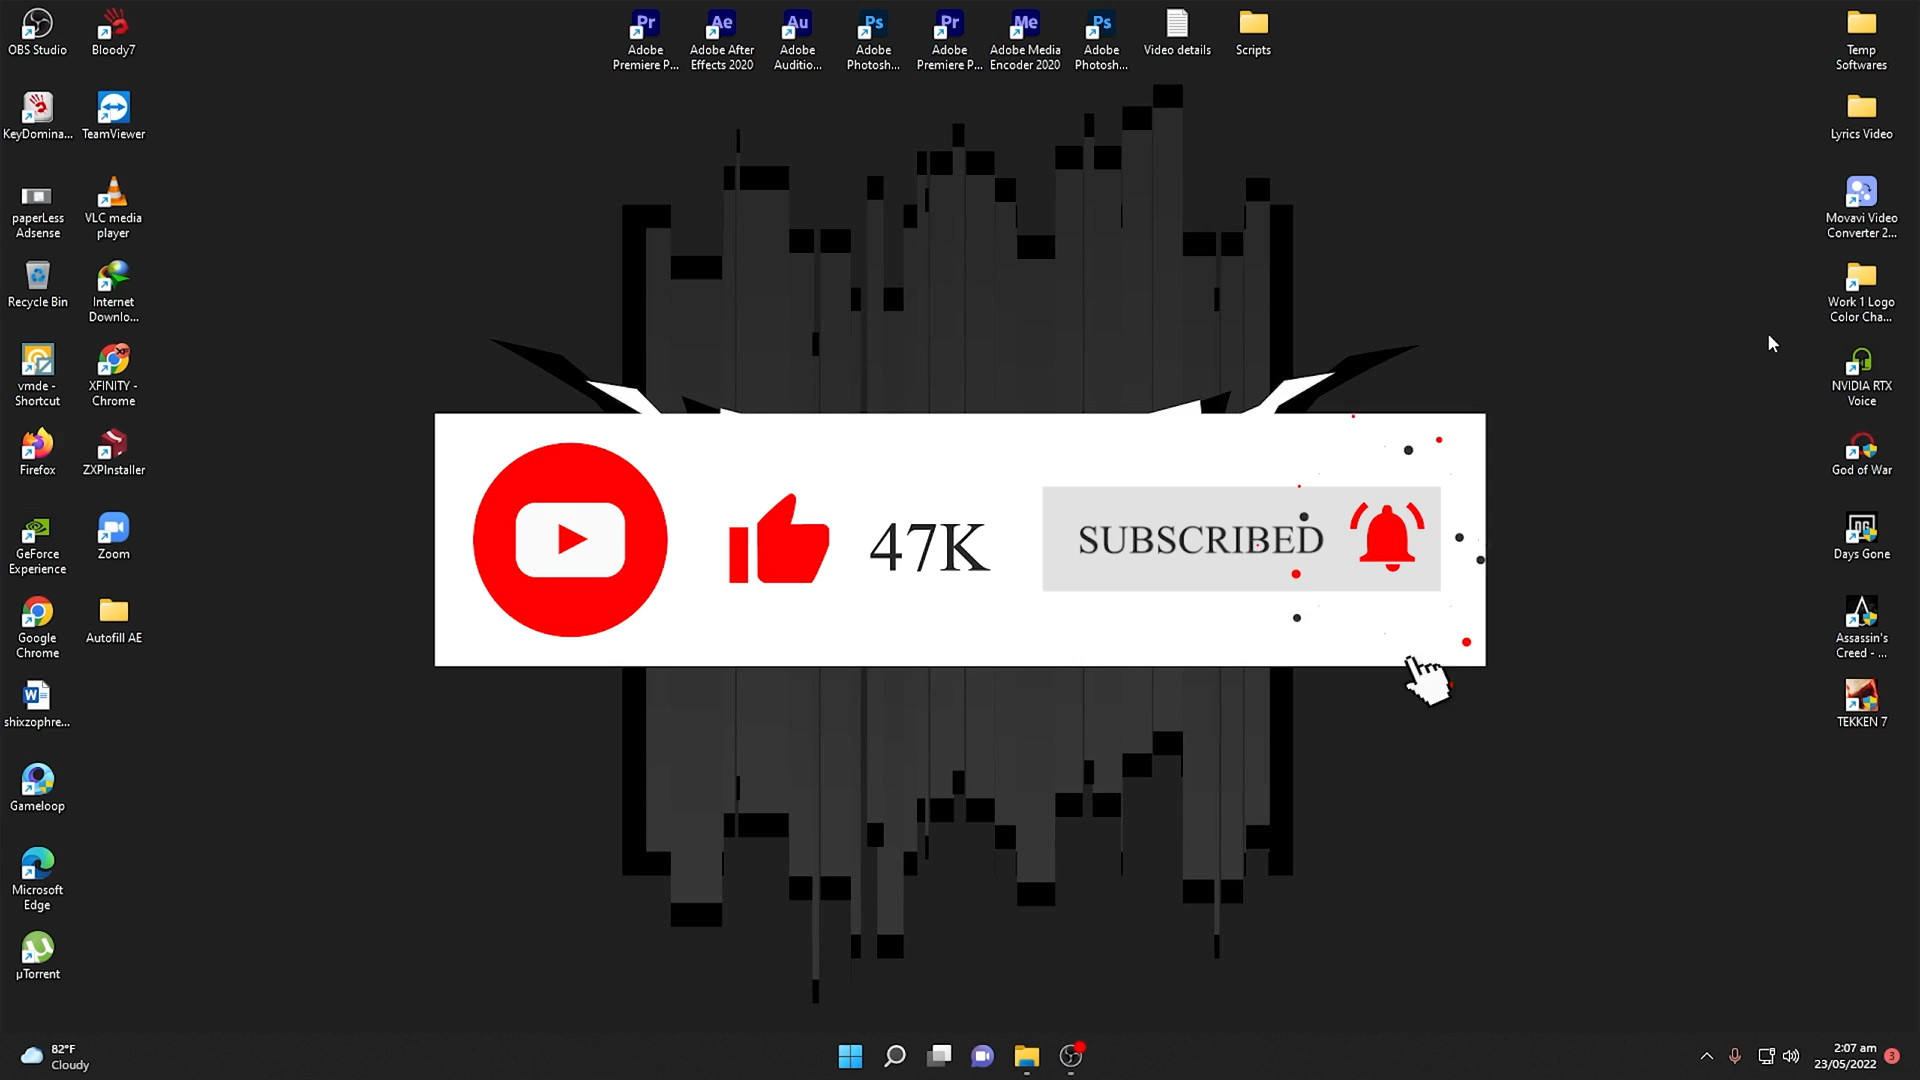 OBS Studio
Bloody7
KeyDomina...
TeamViewer
paperLess
Adsense
VLC media
player
Recycle Bin
Internet
Downlo...
vmde -
Shortcut
XFINITY -
Chrome
Firefox
ZXPInstaller
GeForce
Experience
Zoom
Google
Chrome
Autofill AE
shixzophre...
Gameloop
Microsoft
Edge
µTorrent
Pr
Adobe
Premiere P...
Ae
Adobe After
Effects 2020
Au
Adobe
Auditio...
Ps
Adobe
Photosh...
Pr
Adobe
Premiere P...
Me
Adobe Media
Encoder 2020
Ps
Adobe
Photosh...
Video details
Scripts
47K
SUBSCRIBED
Temp
Softwares
Lyrics Video
Movavi Video
Converter 2...
Work 1 Logo
Color Cha...
NVIDIA RTX
Voice
God of War
DG
Days Gone
Assassin's
Creed - ...
TEKKEN 7
82°F
Cloudy
2:07 am
23/05/2022
3